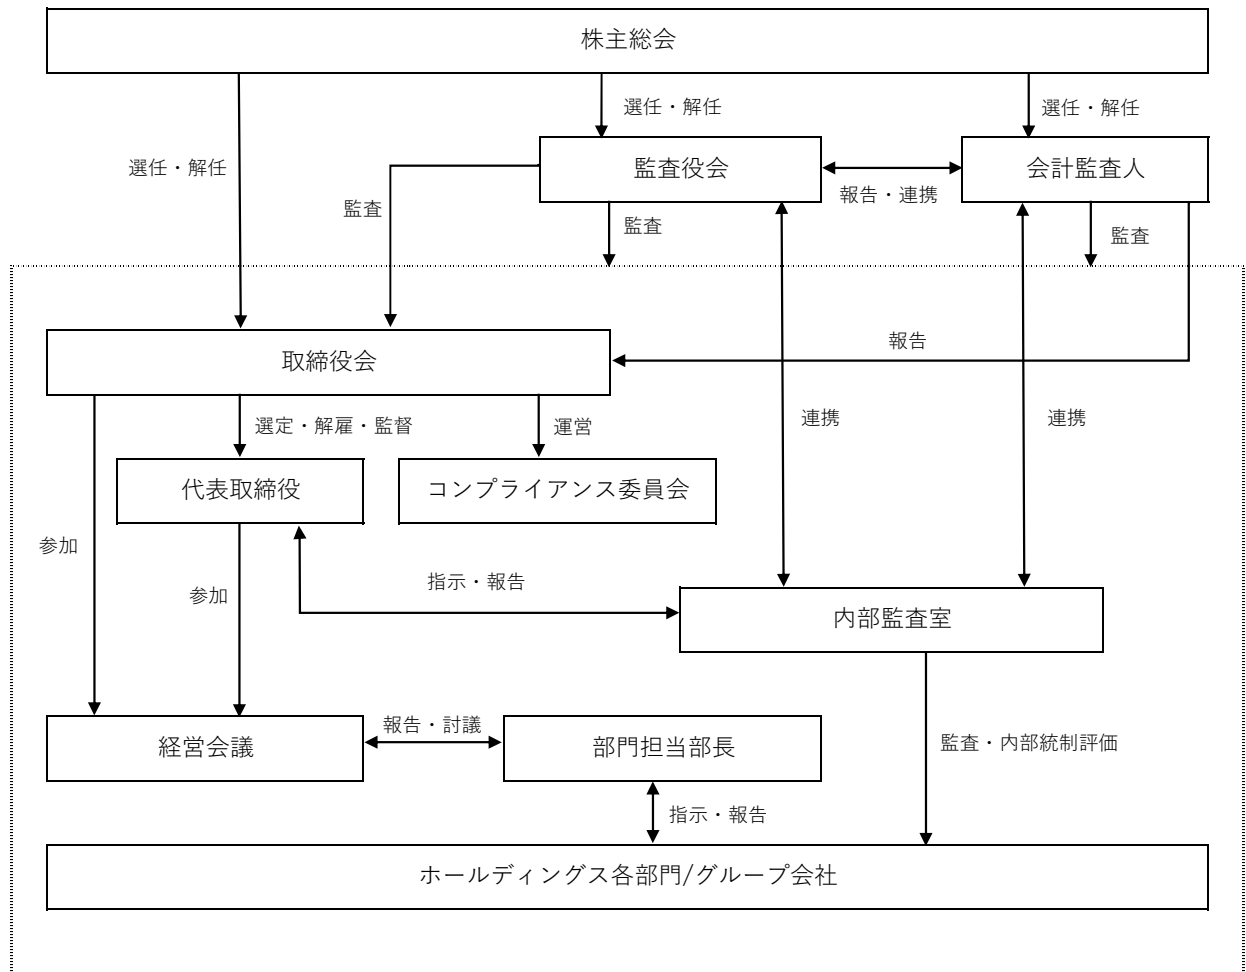 株主総会
選任・解任
選任・解任
選任・解任
監査役会
会計監査人
報告・連携
監査
監査
監査
報告
取締役会
選定・解雇・監督
運営
連携
連携
代表取締役
コンプライアンス委員会
参加
参加
指示・報告
内部監査室
経営会議
報告・討議
部門担当部長
監査・内部統制評価
指示・報告
ホールディングス各部門/グループ会社